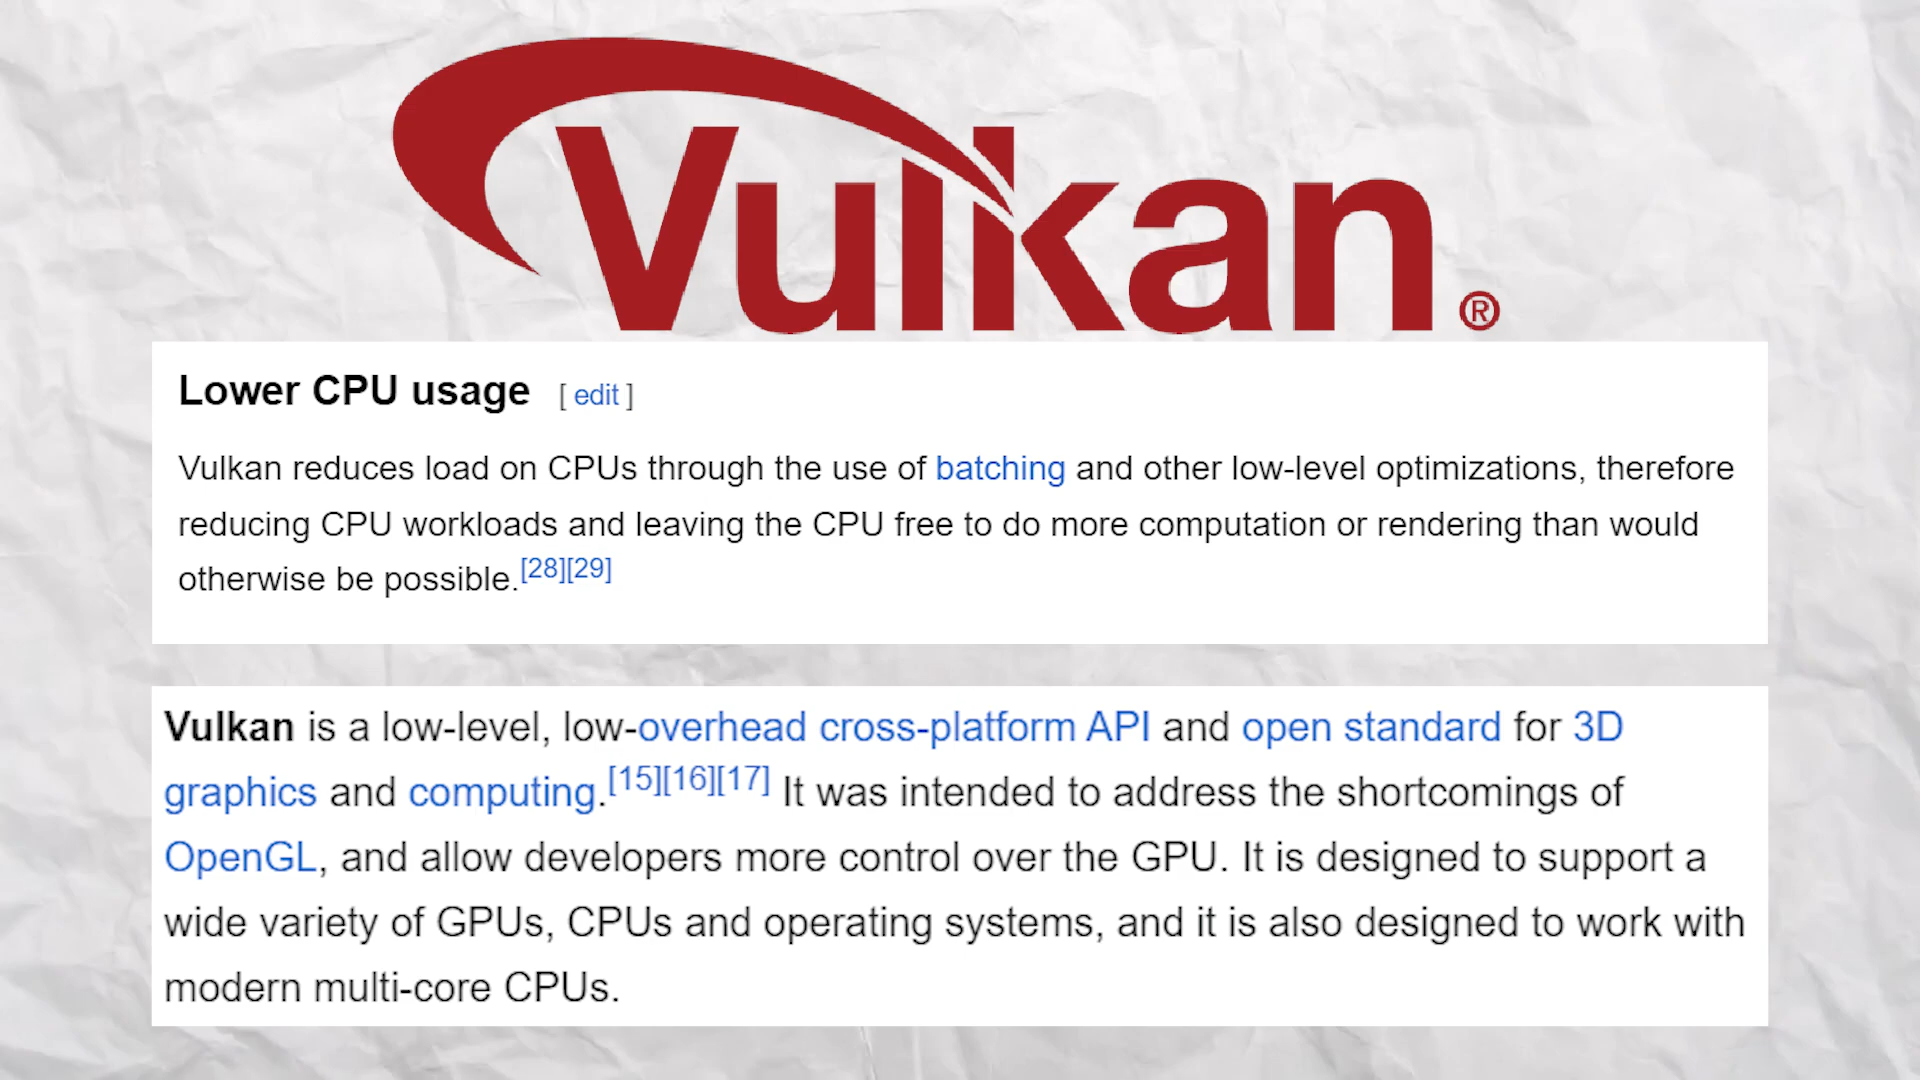 Vulkan®
Lower CPU usage [ edit ]
Vulkan reduces load on CPUs through the use of batching and other low-level optimizations, therefore
reducing CPU workloads and leaving the CPU free to do more computation or rendering than would
otherwise be possible.[28][29]
Vulkan is a low-level, low-overhead cross-platform API and open standard for 3D
graphics and computing.[15][16][17] It was intended to address the shortcomings of
OpenGL, and allow developers more control over the GPU. It is designed to support a
wide variety of GPUs, CPUs and operating systems, and it is also designed to work with
modern multi-core CPUs.